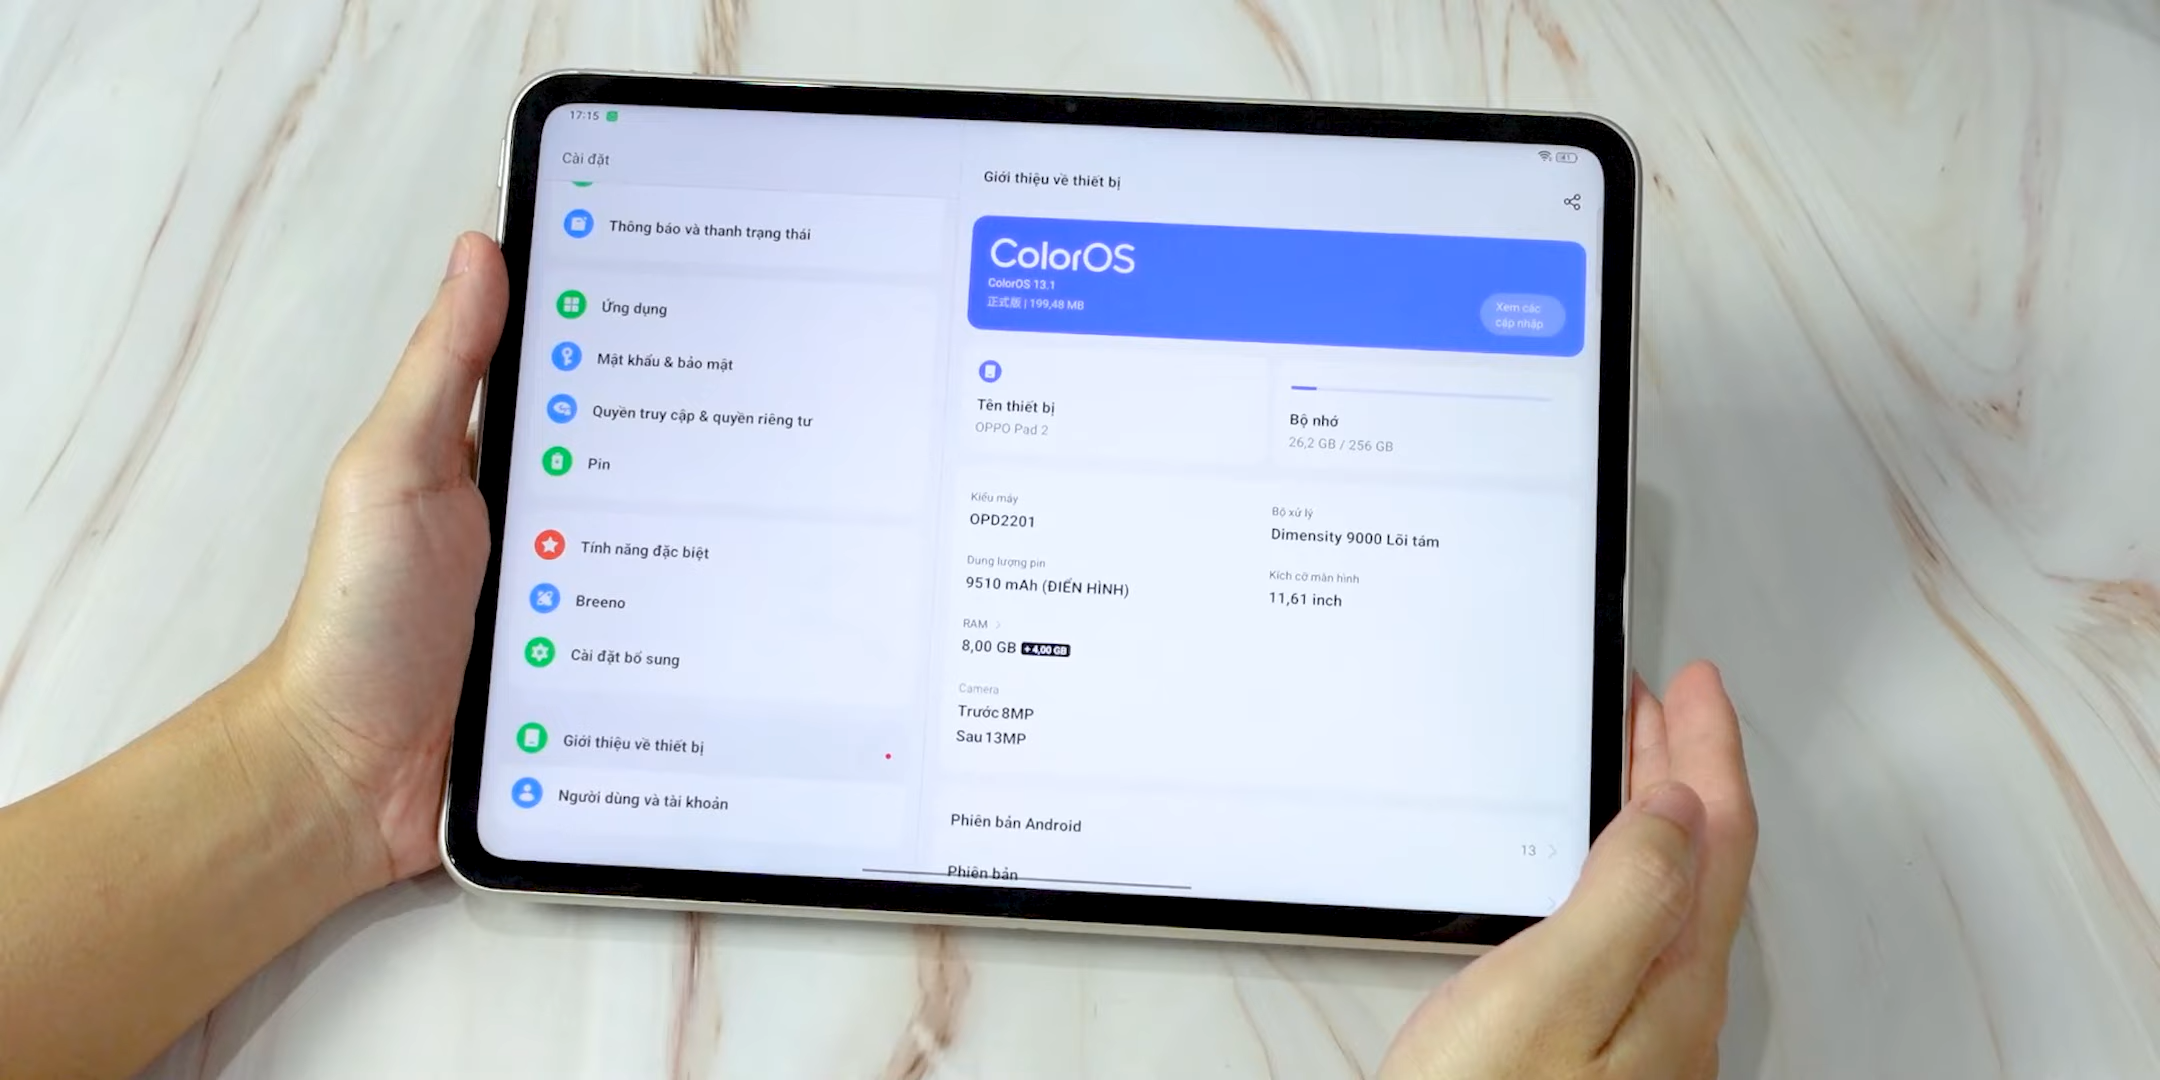 17:15
Cài đặt
Thông báo và thanh trạng thái
Ứng dụng
Mật khẩu & bảo mật
Quyền truy cập & quyền riêng tư
Pin
Tính năng đặc biệt
Breeno
Cài đặt bổ sung
Giới thiệu về thiết bị
Người dùng và tài khoản
Giới thiệu về thiết bị
ColorOS
ColorOS 13.1
正式版 | 199,48 MB
Xem các
cập nhập
Tên thiết bị
OPPO Pad 2
Bộ nhớ
26,2 GB / 256 GB
Kiểu máy
OPD2201
Bộ xử lý
Dimensity 9000 Lõi tám
Dung lượng pin
9510 mAh (ĐIỂN HÌNH)
Kích cỡ màn hình
11,61 inch
RAM
8,00 GB +4,00 GB
Camera
Trước 8MP
Sau 13MP
Phiên bản Android
13
Phiên bản